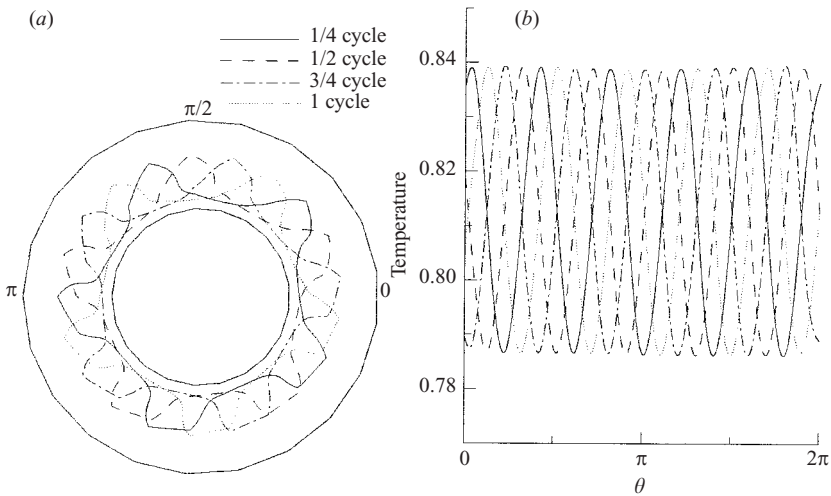 (a)
1/4 cycle
1/2 cycle
3/4 cycle
1 cycle
π/2
π
0
(b)
0.84
0.82
0.80
0.78
Temperature
0
π
2π
θ